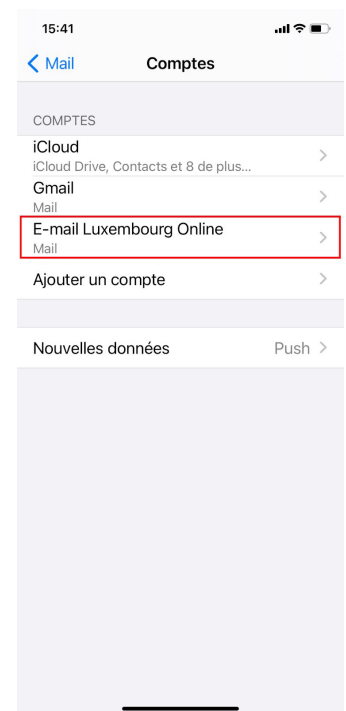 15:41
Mail Comptes
COMPTES
iCloud
iCloud Drive, Contacts et 8 de plus...
Gmail
Mail
E-mail Luxembourg Online
Mail
Ajouter un compte
Nouvelles données Push